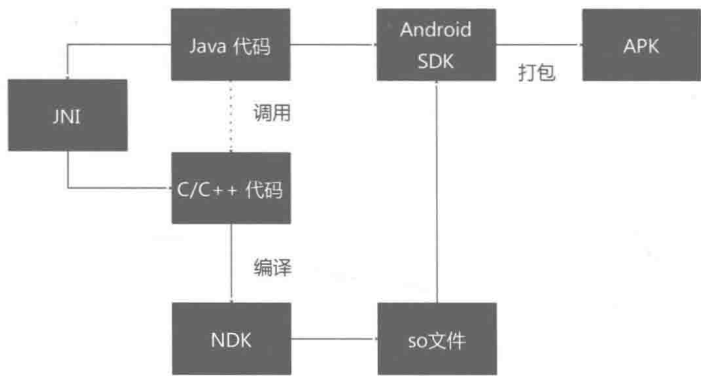 Java 代码
Android
SDK
APK
打包
JNI
调用
C/C++ 代码
编译
NDK
so文件